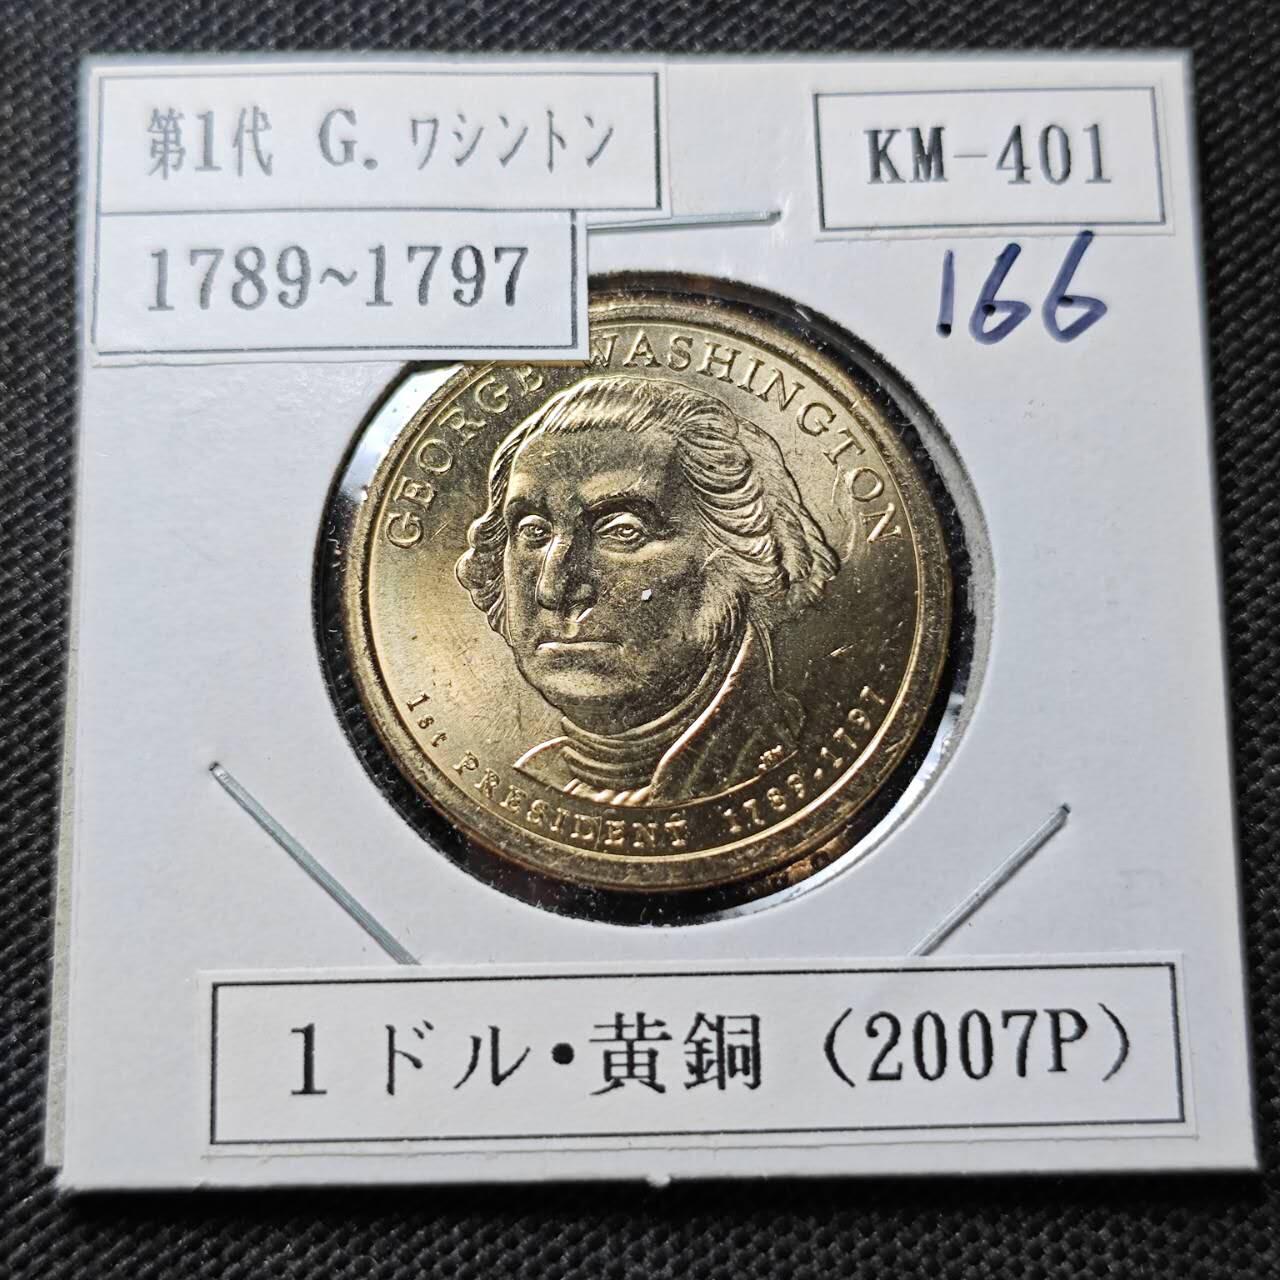 第1代 G. ワシントン
KM-401
1789~1797
166
GEORGE WASHINGTON
1st PRESIDENT 1789-1797
1ドル・黄銅 (2007P)